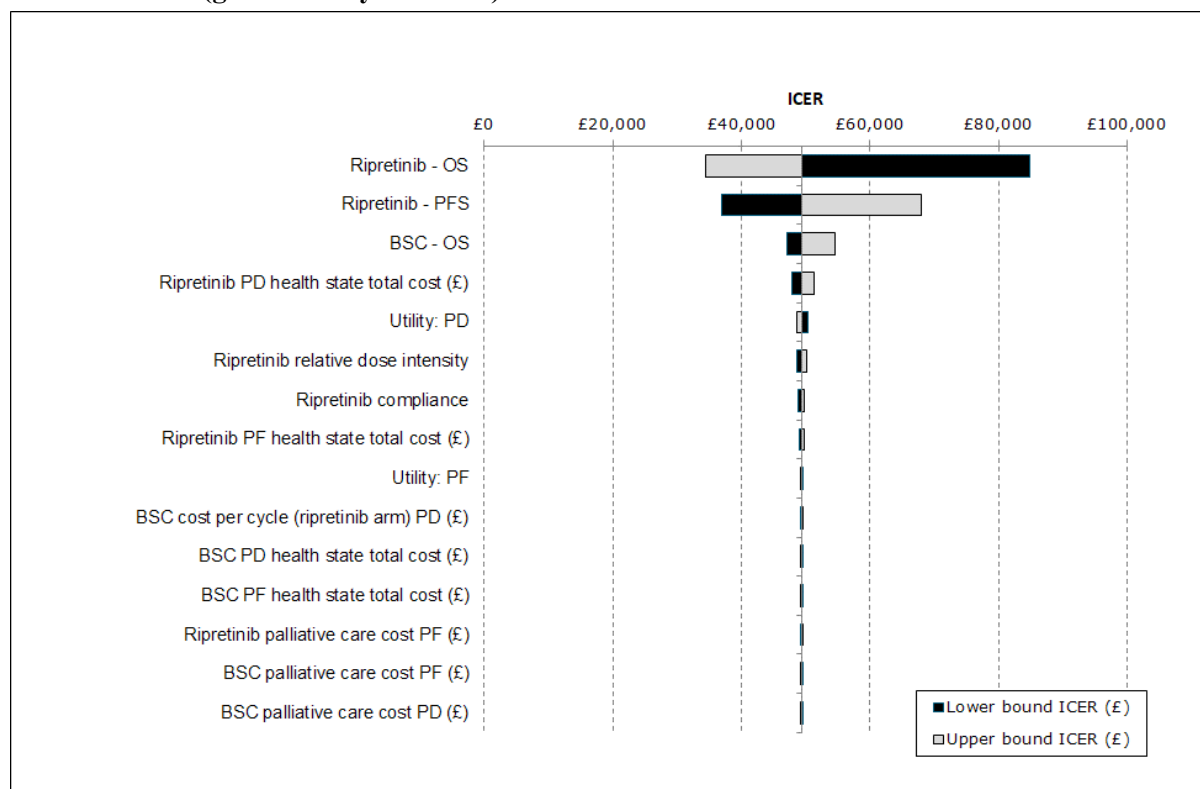 ICER
£0 £20,000 £40,000 £60,000 £80,000 £100,000
Ripretinib - OS
Ripretinib - PFS
BSC - OS
Ripretinib PD health state total cost (£)
Utility: PD
Ripretinib relative dose intensity
Ripretinib compliance
Ripretinib PF health state total cost (£)
Utility: PF
BSC cost per cycle (ripretinib arm) PD (£)
BSC PD health state total cost (£)
BSC PF health state total cost (£)
Ripretinib palliative care cost PF (£)
BSC palliative care cost PF (£)
BSC palliative care cost PD (£)
Lower bound ICER (£)
Upper bound ICER (£)